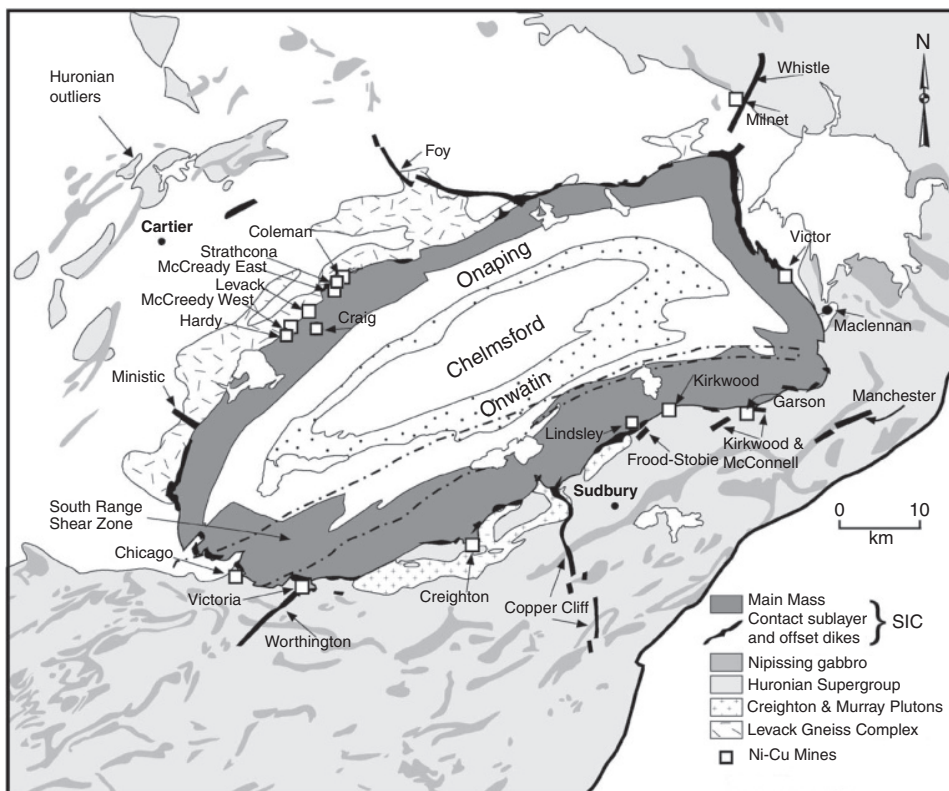 Whistle
N
Huronian
outliers
Milnet
Foy
Cartier
Coleman
Strathcona
McCready East
Levack
McCreedy West
Hardy
Craig
Onaping
Victor
Maclennan
Chelmsford
Ministic
Onwatin
Kirkwood
Garson
Manchester
Lindsley
Kirkwood &
McConnell
Frood-Stobie
Sudbury
South Range
Shear Zone
0 10
km
Chicago
Victoria
Creighton
Copper Cliff
Worthington
Main Mass
Contact sublayer
and offset dikes
SIC
Nipissing gabbro
Huronian Supergroup
Creighton & Murray Plutons
Levack Gneiss Complex
Ni-Cu Mines